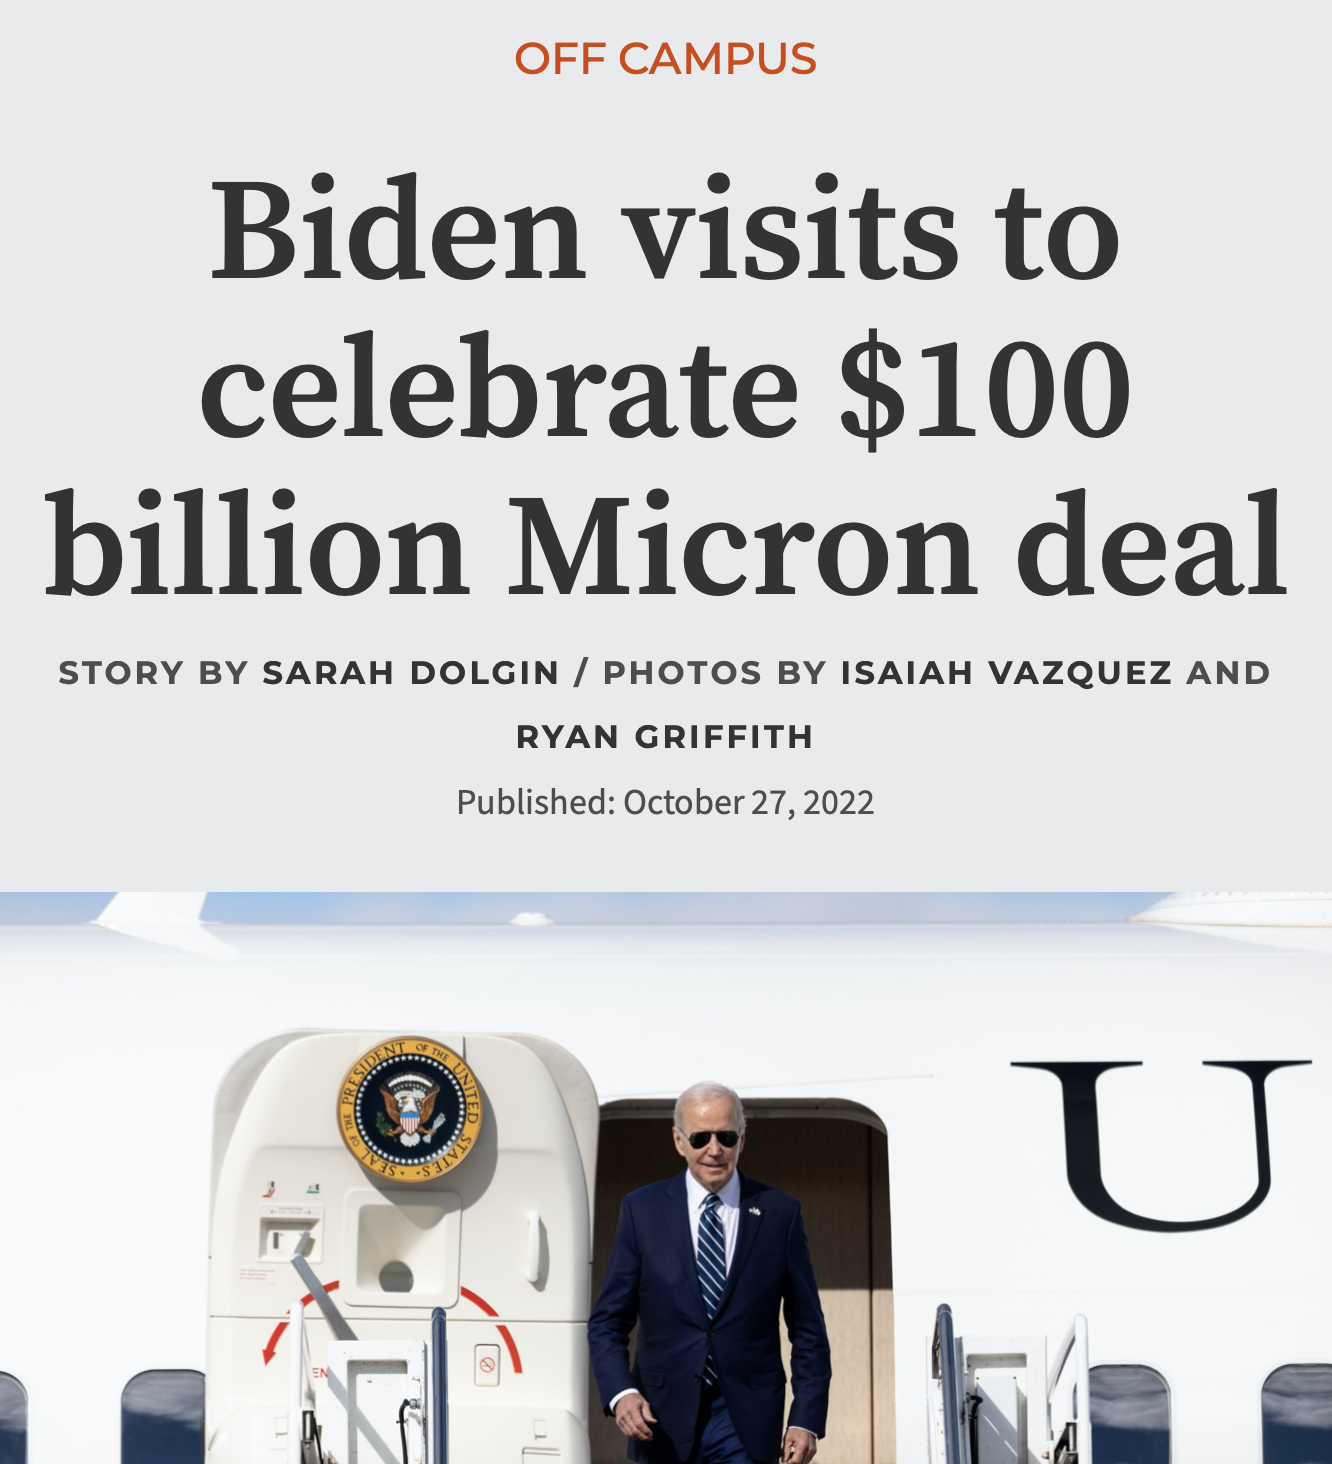 OFF CAMPUS
Biden visits to
celebrate $100
billion Micron deal
STORY BY SARAH DOLGIN / PHOTOS BY ISAIAH VAZQUEZ AND
RYAN GRIFFITH
Published: October 27, 2022
SEAL OF THE PRESIDENT OF THE UNITED STATES
U